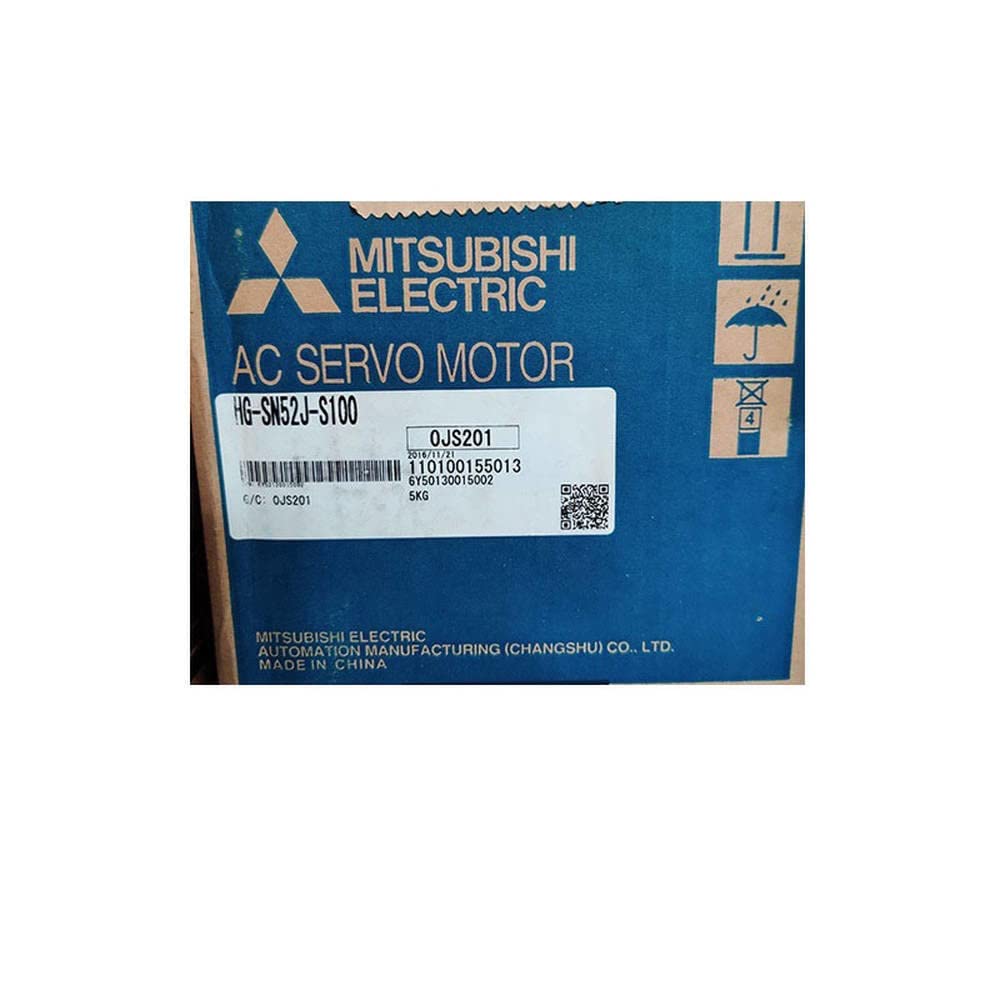 MITSUBISHI
ELECTRIC
AC SERVO MOTOR
HG-SN52J-S100
0JS201
2016/11/21
110100155013
6Y50130015002
G/C: 0JS201
5KG
4
MITSUBISHI ELECTRIC
AUTOMATION MANUFACTURING (CHANGSHU) CO., LTD.
MADE IN CHINA